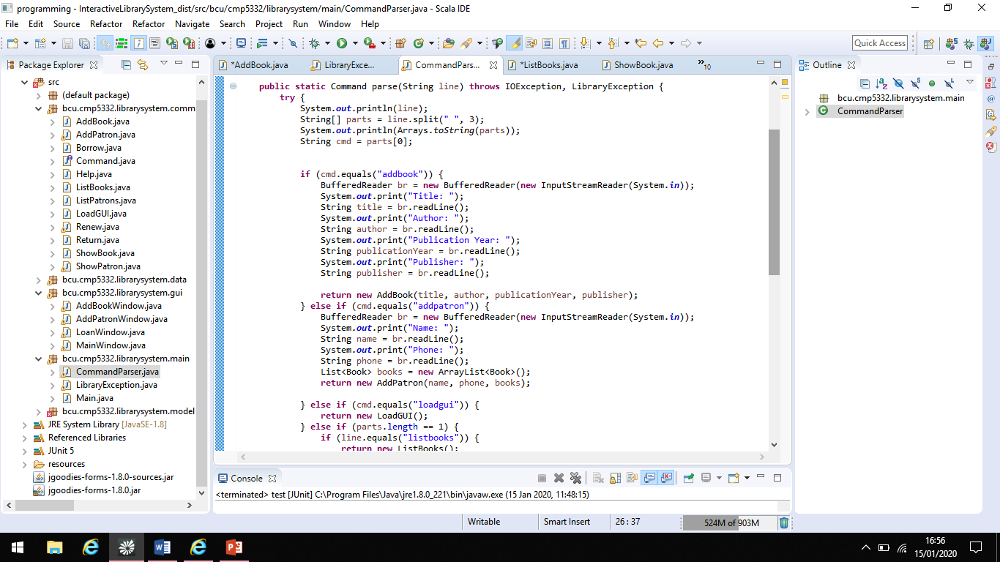 programming - InteractiveLibrarySystem_dist/src/bcu/cmp5332/librarysystem/main/CommandParser.java - Scala IDE
File Edit Source Refactor Refactor Navigate Search Project Run Window Help
Quick Access
Package Explorer
src
(default package)
bcu.cmp5332.librarysystem.comm
AddBook.java
AddPatron.java
Borrow.java
Command.java
Help.java
ListBooks.java
ListPatrons.java
LoadGUI.java
Renew.java
Return.java
ShowBook.java
ShowPatron.java
bcu.cmp5332.librarysystem.data
bcu.cmp5332.librarysystem.gui
AddBookWindow.java
AddPatronWindow.java
LoanWindow.java
MainWindow.java
bcu.cmp5332.librarysystem.main
CommandParser.java
LibraryException.java
Main.java
bcu.cmp5332.librarysystem.model
JRE System Library [JavaSE-1.8]
Referenced Libraries
JUnit 5
resources
jgoodies-forms-1.8.0-sources.jar
jgoodies-forms-1.8.0.jar
*AddBook.java LibraryExce... CommandPars... *ListBooks.java ShowBook.java »10
public static Command parse(String line) throws IOException, LibraryException {
try {
System.out.println(line);
String[] parts = line.split(" ", 3);
System.out.println(Arrays.toString(parts));
String cmd = parts[0];
if (cmd.equals("addbook")) {
BufferedReader br = new BufferedReader(new InputStreamReader(System.in));
System.out.print("Title: ");
String title = br.readLine();
System.out.print("Author: ");
String author = br.readLine();
System.out.print("Publication Year: ");
String publicationYear = br.readLine();
System.out.print("Publisher: ");
String publisher = br.readLine();
return new AddBook(title, author, publicationYear, publisher);
} else if (cmd.equals("addpatron")) {
BufferedReader br = new BufferedReader(new InputStreamReader(System.in));
System.out.print("Name: ");
String name = br.readLine();
System.out.print("Phone: ");
String phone = br.readLine();
List<Book> books = new ArrayList<Book>();
return new AddPatron(name, phone, books);
} else if (cmd.equals("loadgui")) {
return new LoadGUI();
} else if (parts.length == 1) {
if (line.equals("listbooks")) {
return new ListBooks();
Outline
bcu.cmp5332.librarysystem.main
CommandParser
Console
<terminated> test [JUnit] C:\Program Files\Java\jre1.8.0_221\bin\javaw.exe (15 Jan 2020, 11:48:15)
Writable Smart Insert 26 : 37 524M of 903M
16:56
15/01/2020